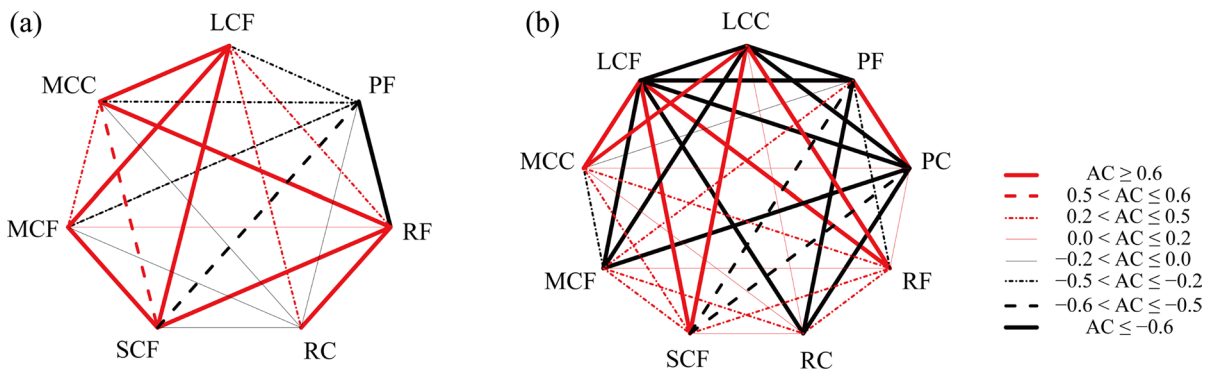 (a)
LCF
MCC
PF
MCF
RF
SCF
RC
(b)
LCC
LCF
PF
MCC
PC
MCF
RF
SCF
RC
AC ≥ 0.6
0.5 < AC ≤ 0.6
0.2 < AC ≤ 0.5
0.0 < AC ≤ 0.2
−0.2 < AC ≤ 0.0
−0.5 < AC ≤ −0.2
−0.6 < AC ≤ −0.5
AC ≤ −0.6